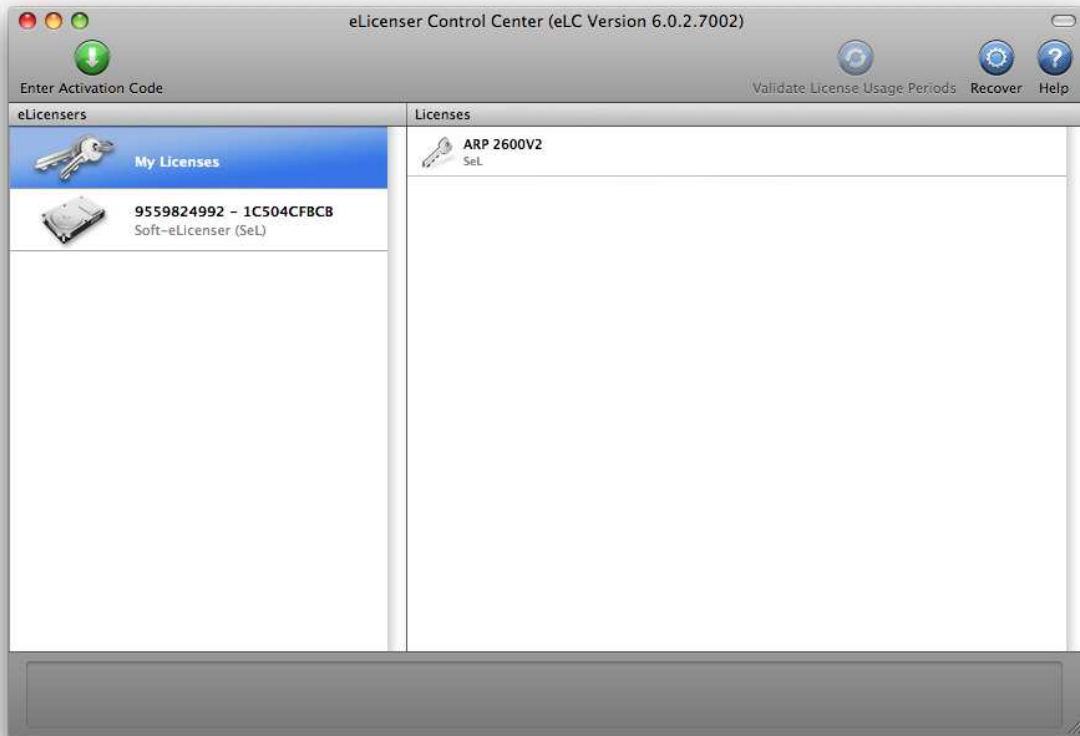 eLicenser Control Center (eLC Version 6.0.2.7002)
Enter Activation Code
Validate License Usage Periods
Recover
Help
eLicensers
Licenses
My Licenses
9559824992 - 1C504CFBCB
Soft-eLicenser (SeL)
ARP 2600V2
SeL